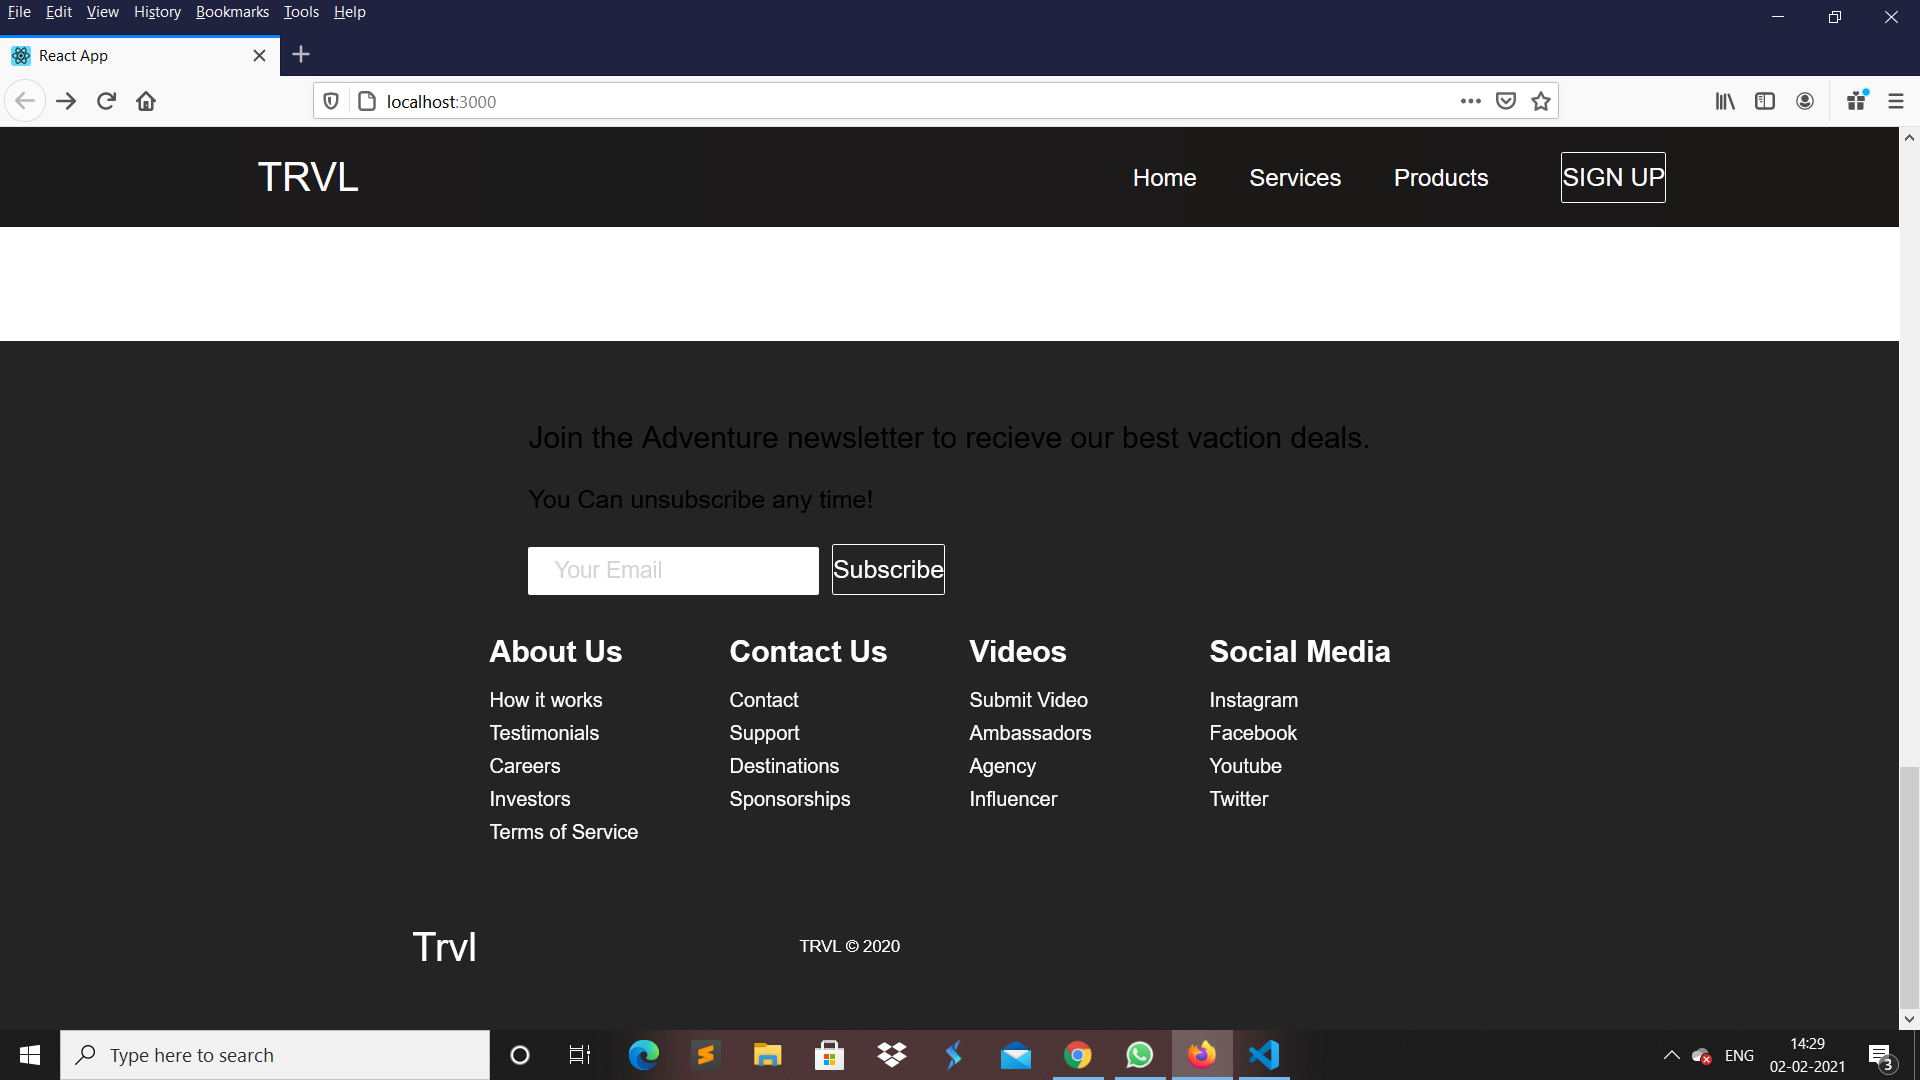 File Edit View History Bookmarks Tools Help
React App
localhost:3000
TRVL
Home Services Products SIGN UP
Join the Adventure newsletter to recieve our best vaction deals.
You Can unsubscribe any time!
Your Email Subscribe
About Us Contact Us Videos Social Media
How it works Contact Submit Video Instagram
Testimonials Support Ambassadors Facebook
Careers Destinations Agency Youtube
Investors Sponsorships Influencer Twitter
Terms of Service
Trvl TRVL © 2020
Type here to search
ENG
14:29
02-02-2021
3